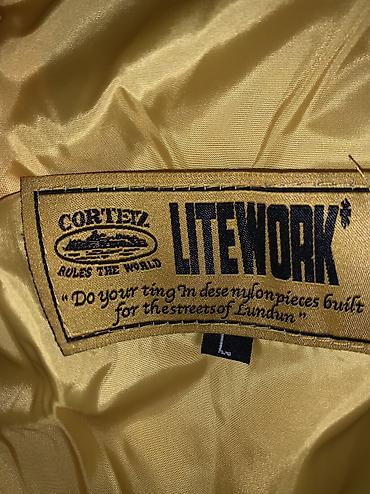 CORTEIZ
RULES THE WORLD
LITEWORK
"Do your ting In dese nylon pieces built
for the streets of Lundun"
L